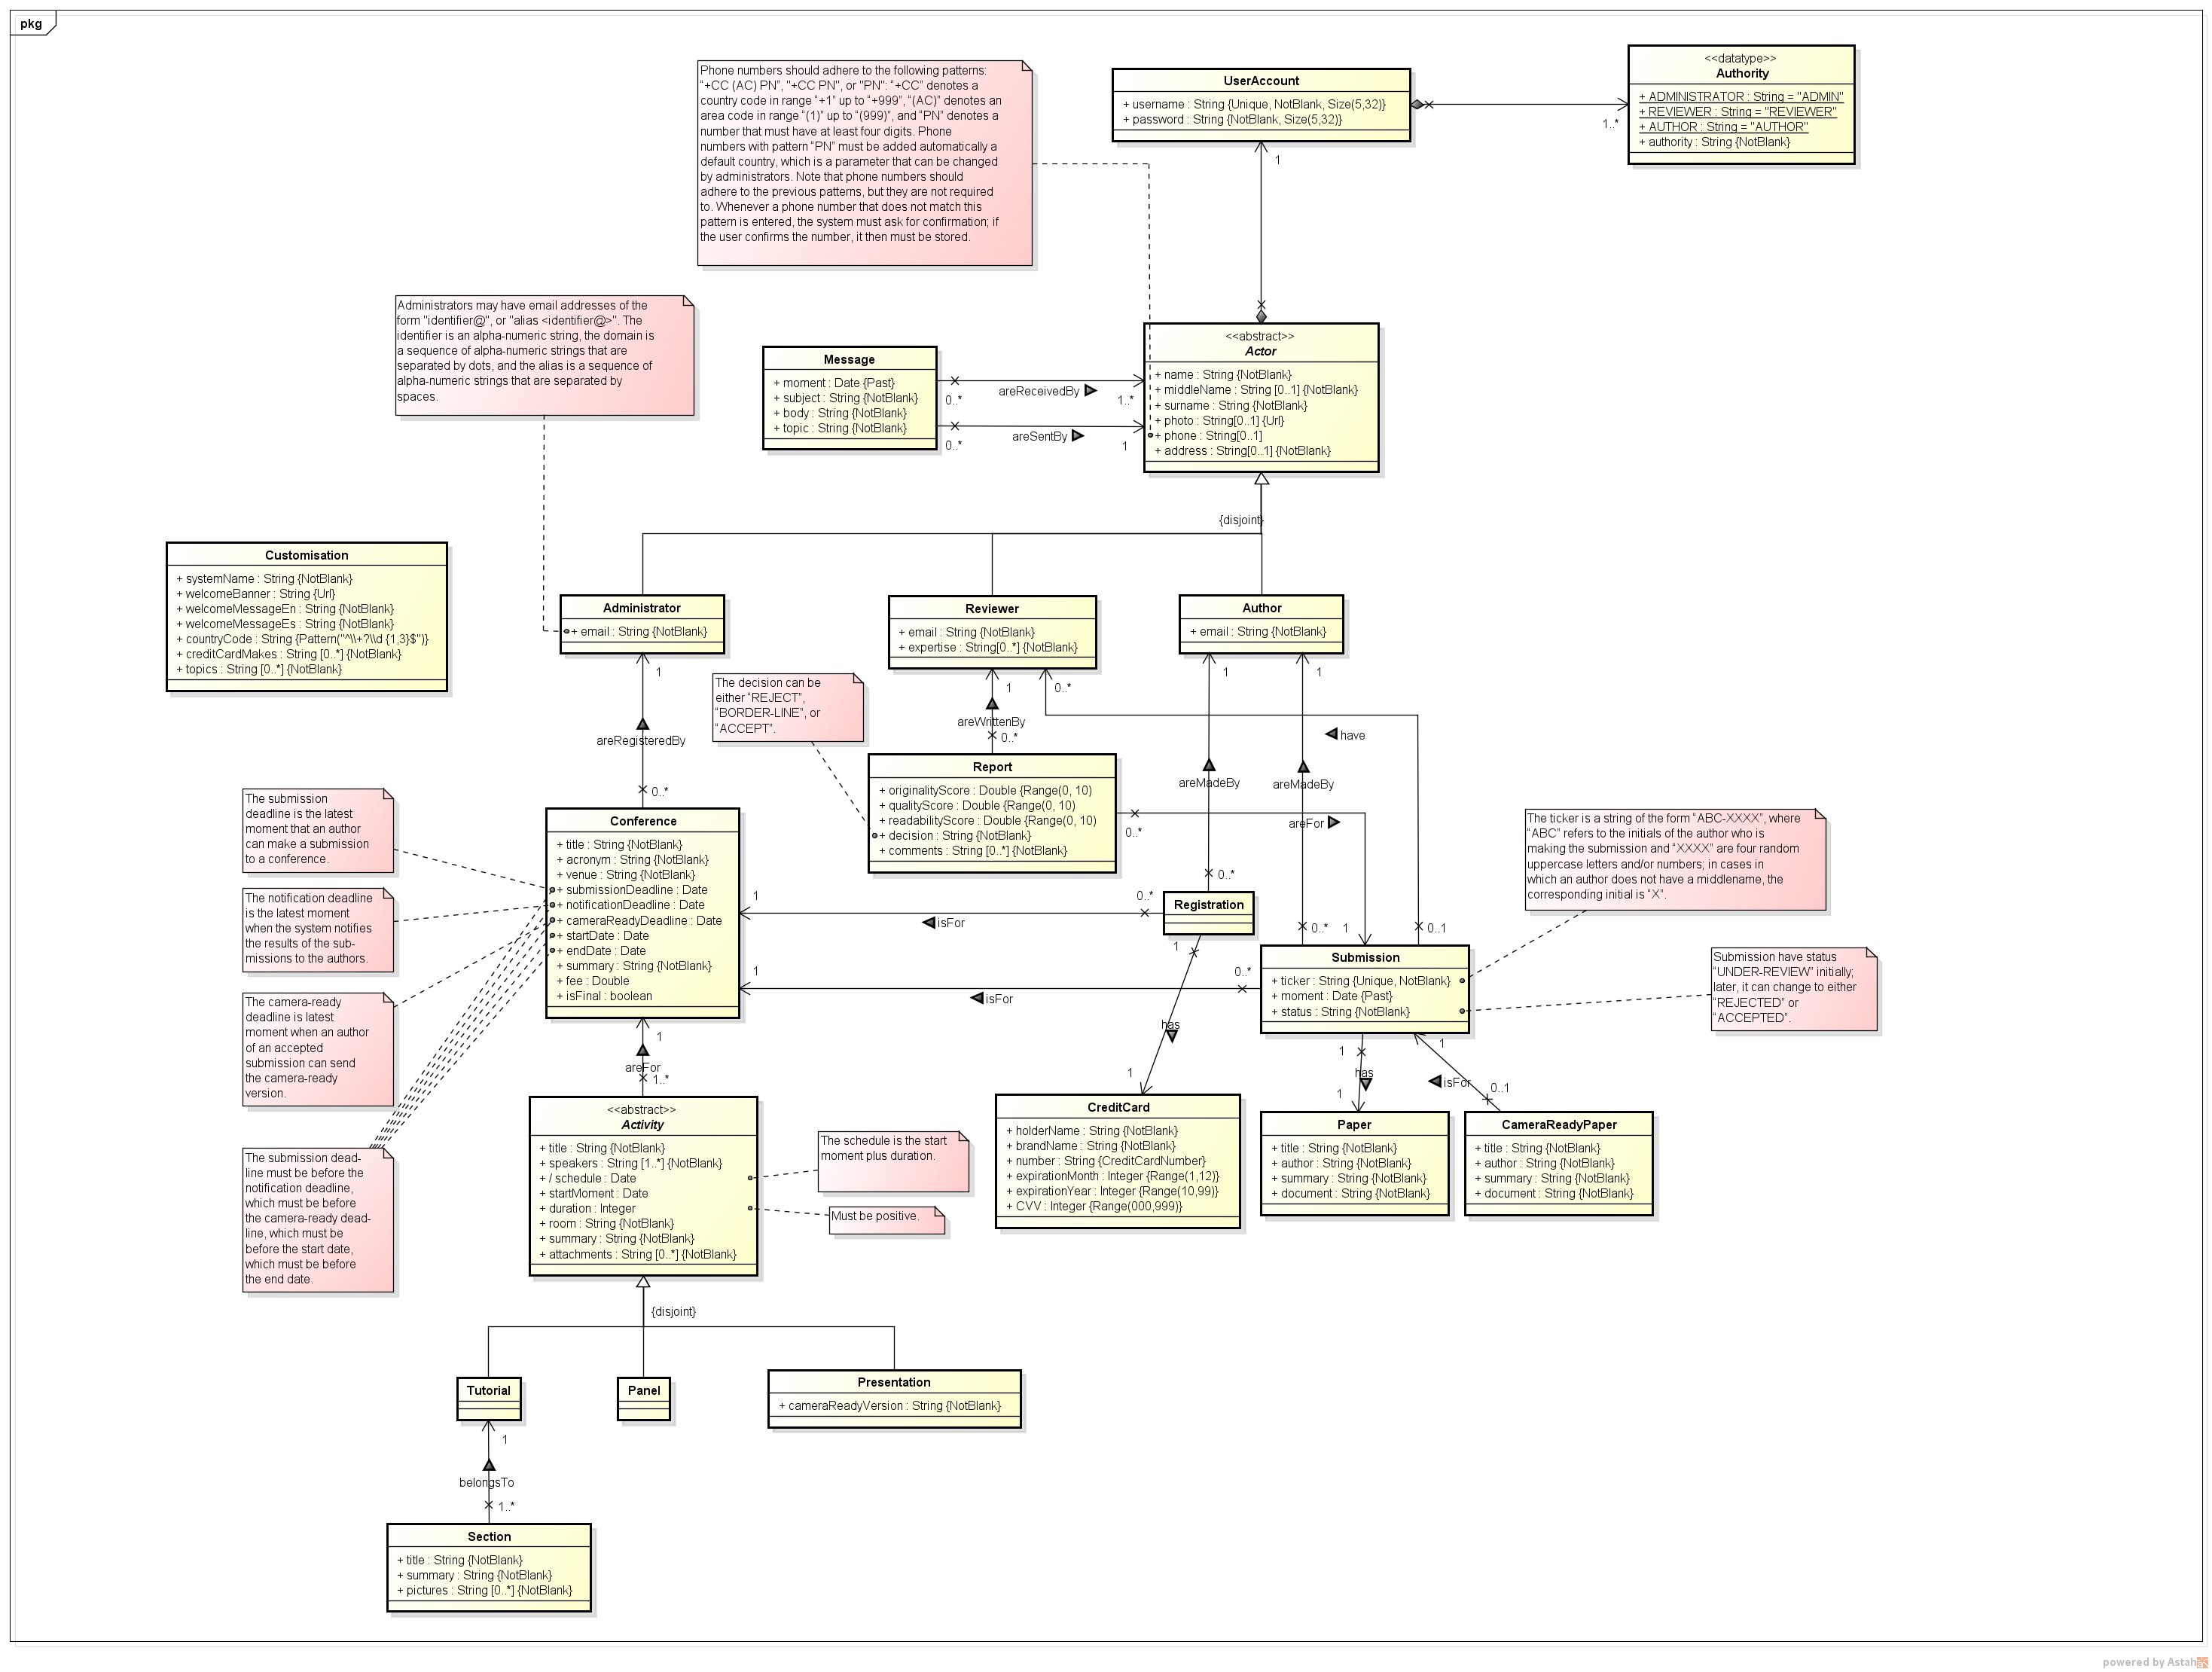 pkg
Phone numbers should adhere to the following patterns:
“+CC (AC) PN”, "+CC PN", or "PN": “+CC” denotes a
country code in range “+1” up to “+999”, “(AC)” denotes an
area code in range “(1)” up to “(999)”, and “PN” denotes a
number that must have at least four digits. Phone
numbers with pattern “PN” must be added automatically a
default country, which is a parameter that can be changed
by administrators. Note that phone numbers should
adhere to the previous patterns, but they are not required
to. Whenever a phone number that does not match this
pattern is entered, the system must ask for confirmation; if
the user confirms the number, it then must be stored.
UserAccount
+ username : String {Unique, NotBlank, Size(5,32)}
+ password : String {NotBlank, Size(5,32)}
1..*
<<datatype>>
Authority
+ ADMINISTRATOR : String = "ADMIN"
+ REVIEWER : String = "REVIEWER"
+ AUTHOR : String = "AUTHOR"
+ authority : String {NotBlank}
1
Administrators may have email addresses of the
form "identifier@", or "alias <identifier@>". The
identifier is an alpha-numeric string, the domain is
a sequence of alpha-numeric strings that are
separated by dots, and the alias is a sequence of
alpha-numeric strings that are separated by
spaces.
Message
+ moment : Date {Past}
+ subject : String {NotBlank}
+ body : String {NotBlank}
+ topic : String {NotBlank}
0..*
areReceivedBy
1..*
0..*
areSentBy
1
<<abstract>>
Actor
+ name : String {NotBlank}
+ middleName : String [0..1] {NotBlank}
+ surname : String {NotBlank}
+ photo : String[0..1] {Url}
+ phone : String[0..1]
+ address : String[0..1] {NotBlank}
{disjoint}
Customisation
+ systemName : String {NotBlank}
+ welcomeBanner : String {Url}
+ welcomeMessageEn : String {NotBlank}
+ welcomeMessageEs : String {NotBlank}
+ countryCode : String {Pattern("^\\+?\\d {1,3}$")}
+ creditCardMakes : String [0..*] {NotBlank}
+ topics : String [0..*] {NotBlank}
Administrator
+ email : String {NotBlank}
Reviewer
+ email : String {NotBlank}
+ expertise : String[0..*] {NotBlank}
Author
+ email : String {NotBlank}
1
areRegisteredBy
0..*
The decision can be
either “REJECT”,
“BORDER-LINE”, or
“ACCEPT”.
1
areWrittenBy
0..*
0..*
have
0..1
1
areMadeBy
0..*
1
areMadeBy
0..*
Report
+ originalityScore : Double {Range(0, 10)
+ qualityScore : Double {Range(0, 10)
+ readabilityScore : Double {Range(0, 10)
+ decision : String {NotBlank}
+ comments : String [0..*] {NotBlank}
0..*
areFor
1
The submission
deadline is the latest
moment that an author
can make a submission
to a conference.
The notification deadline
is the latest moment
when the system notifies
the results of the sub-
missions to the authors.
The camera-ready
deadline is latest
moment when an author
of an accepted
submission can send
the camera-ready
version.
The submission dead-
line must be before the
notification deadline,
which must be before
the camera-ready dead-
line, which must be
before the start date,
which must be before
the end date.
Conference
+ title : String {NotBlank}
+ acronym : String {NotBlank}
+ venue : String {NotBlank}
+ submissionDeadline : Date
+ notificationDeadline : Date
+ cameraReadyDeadline : Date
+ startDate : Date
+ endDate : Date
+ summary : String {NotBlank}
+ fee : Double
+ isFinal : boolean
1
isFor
0..*
Registration
1
isFor
0..*
The ticker is a string of the form “ABC-XXXX”, where
“ABC” refers to the initials of the author who is
making the submission and “XXXX” are four random
uppercase letters and/or numbers; in cases in
which an author does not have a middlename, the
corresponding initial is “X”.
Submission
+ ticker : String {Unique, NotBlank}
+ moment : Date {Past}
+ status : String {NotBlank}
Submission have status
“UNDER-REVIEW” initially;
later, it can change to either
“REJECTED” or
“ACCEPTED”.
1
has
1
1
has
1
1
isFor
0..1
1
areFor
1..*
<<abstract>>
Activity
+ title : String {NotBlank}
+ speakers : String [1..*] {NotBlank}
+ / schedule : Date
+ startMoment : Date
+ duration : Integer
+ room : String {NotBlank}
+ summary : String {NotBlank}
+ attachments : String [0..*] {NotBlank}
The schedule is the start
moment plus duration.
Must be positive.
CreditCard
+ holderName : String {NotBlank}
+ brandName : String {NotBlank}
+ number : String {CreditCardNumber}
+ expirationMonth : Integer {Range(1,12)}
+ expirationYear : Integer {Range(10,99)}
+ CVV : Integer {Range(000,999)}
Paper
+ title : String {NotBlank}
+ author : String {NotBlank}
+ summary : String {NotBlank}
+ document : String {NotBlank}
CameraReadyPaper
+ title : String {NotBlank}
+ author : String {NotBlank}
+ summary : String {NotBlank}
+ document : String {NotBlank}
{disjoint}
Tutorial
Panel
Presentation
+ cameraReadyVersion : String {NotBlank}
1
belongsTo
1..*
Section
+ title : String {NotBlank}
+ summary : String {NotBlank}
+ pictures : String [0..*] {NotBlank}
powered by Astah